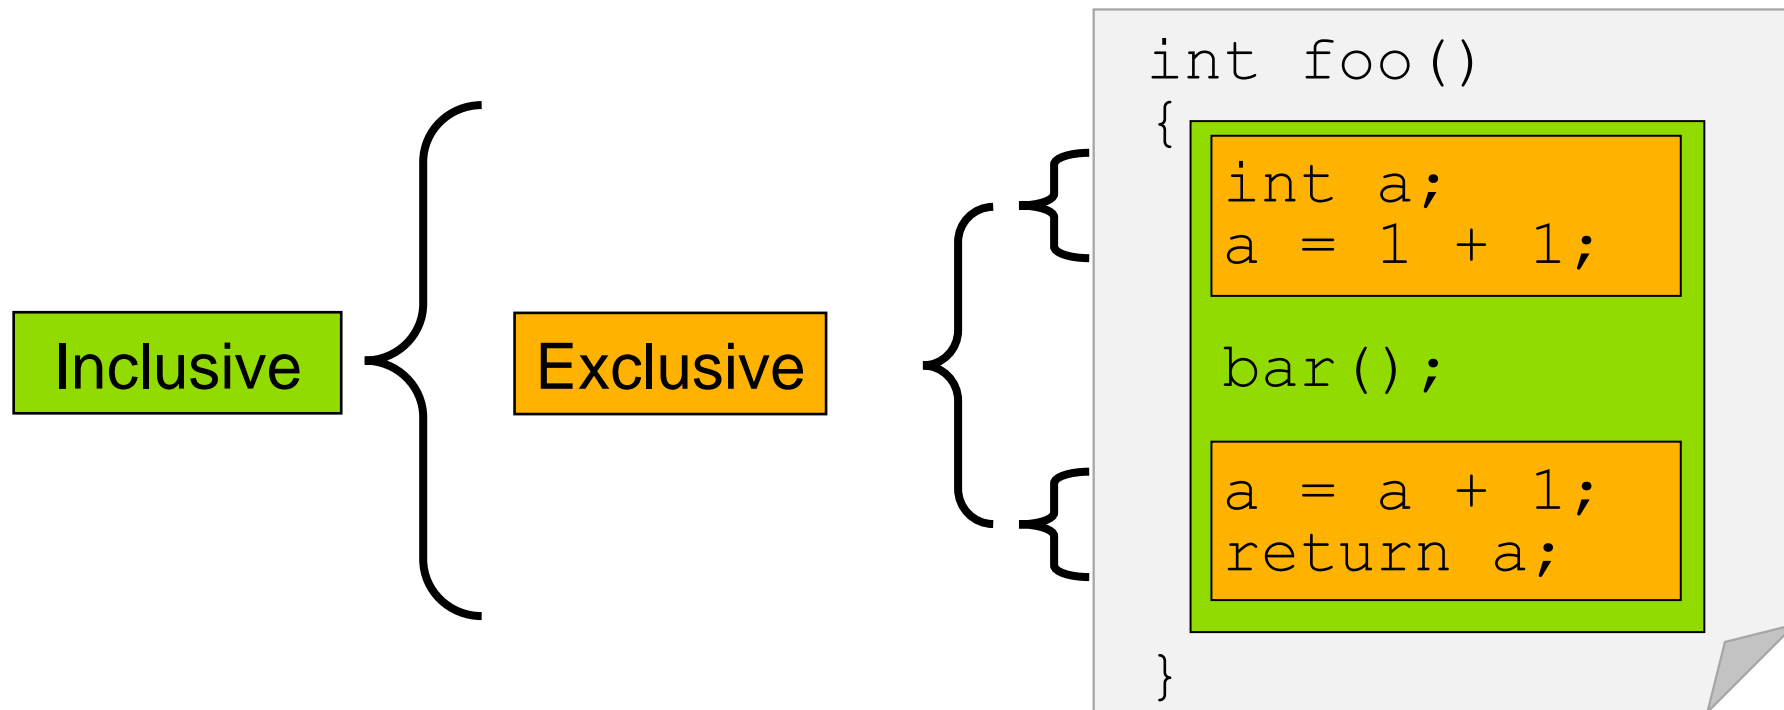 Inclusive
Exclusive
int foo()
{
int a;
a = 1 + 1;
bar();
a = a + 1;
return a;
}